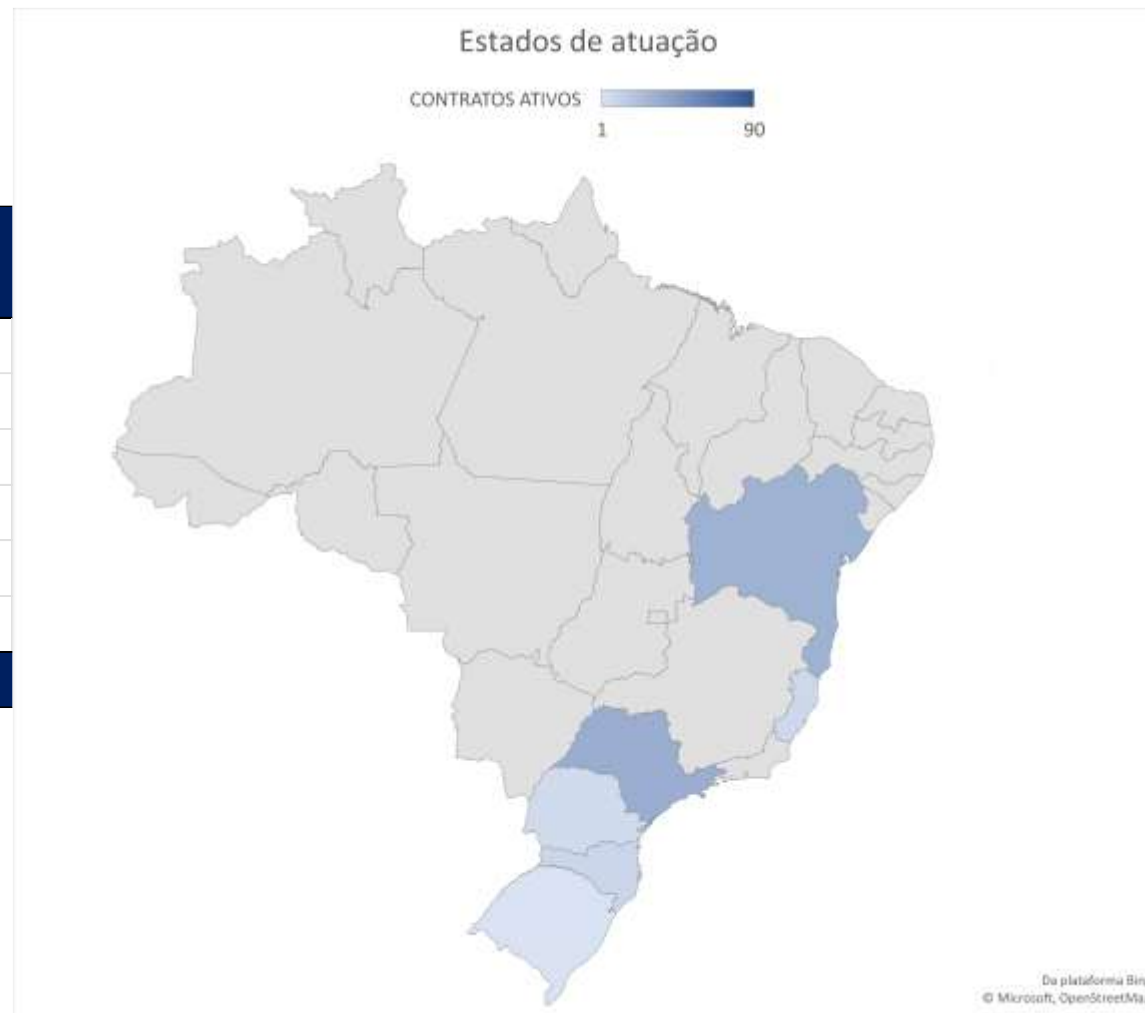 Estados de atuação
CONTRATOS ATIVOS
1 90
Da plataforma Bin
© Microsoft, OpenStreetMa